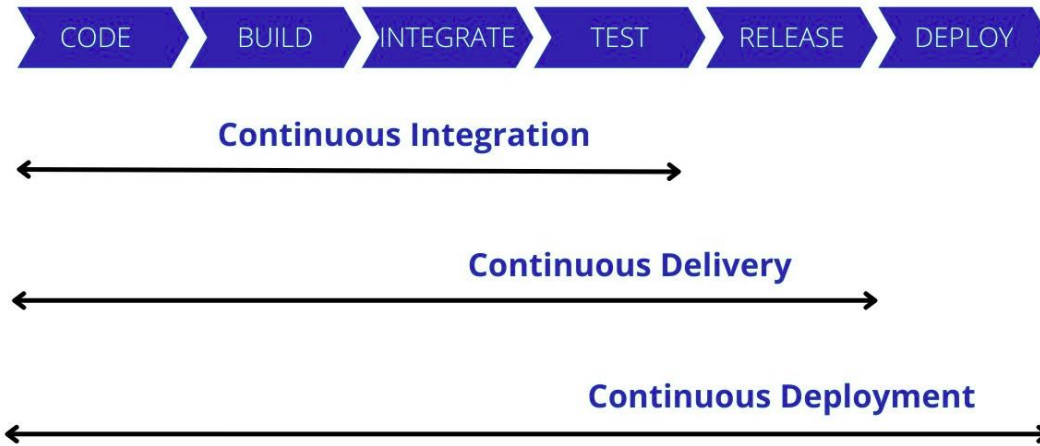 CODE BUILD INTEGRATE TEST RELEASE DEPLOY
Continuous Integration
Continuous Delivery
Continuous Deployment